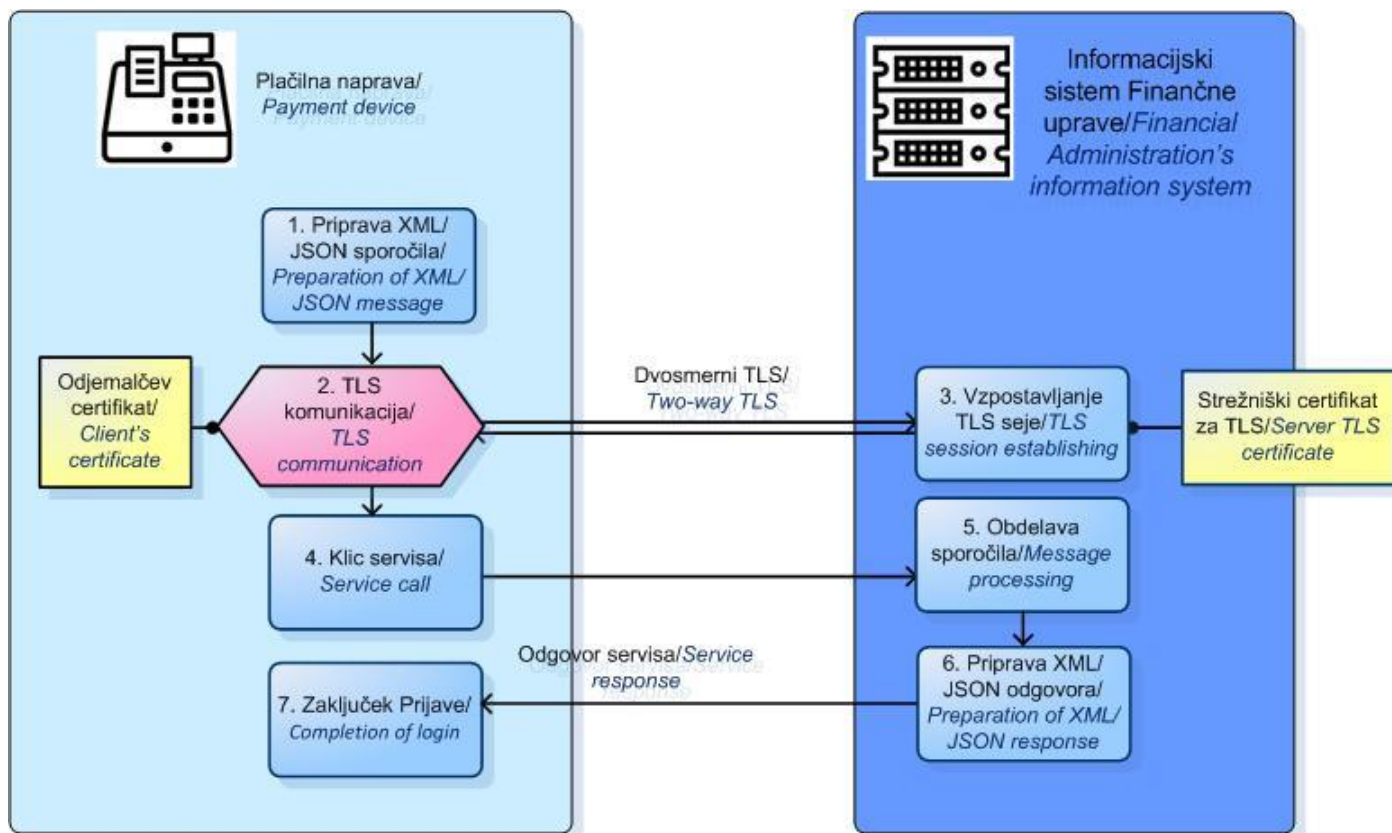 Plačilna naprava/
Payment device
Informacijski
sistem Finančne
uprave/Financial
Administration's
information system
1. Priprava XML/
JSON sporočila/
Preparation of XML/
JSON message
Odjemalčev
certifikat/
Client's
certificate
2. TLS
komunikacija/
TLS
communication
Dvosmerni TLS/
Two-way TLS
3. Vzpostavljanje
TLS seje/TLS
session establishing
Strežniški certifikat
za TLS/Server TLS
certificate
4. Klic servisa/
Service call
5. Obdelava
sporočila/Message
processing
Odgovor servisa/Service
response
6. Priprava XML/
JSON odgovora/
Preparation of XML/
JSON response
7. Zaključek Prijave/
Completion of login